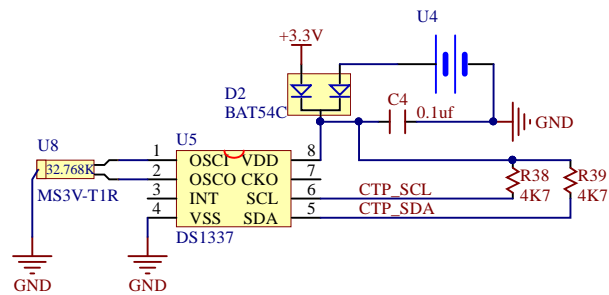 U4
+3.3V
D2
BAT54C
C4
0.1uf
GND
U8
U5
1 OSCI VDD 8
32.768K
2 OSCO CKO 7
MS3V-T1R
3 INT SCL 6 CTP_SCL
R38
4K7
R39
4K7
4 VSS SDA 5 CTP_SDA
DS1337
GND
GND